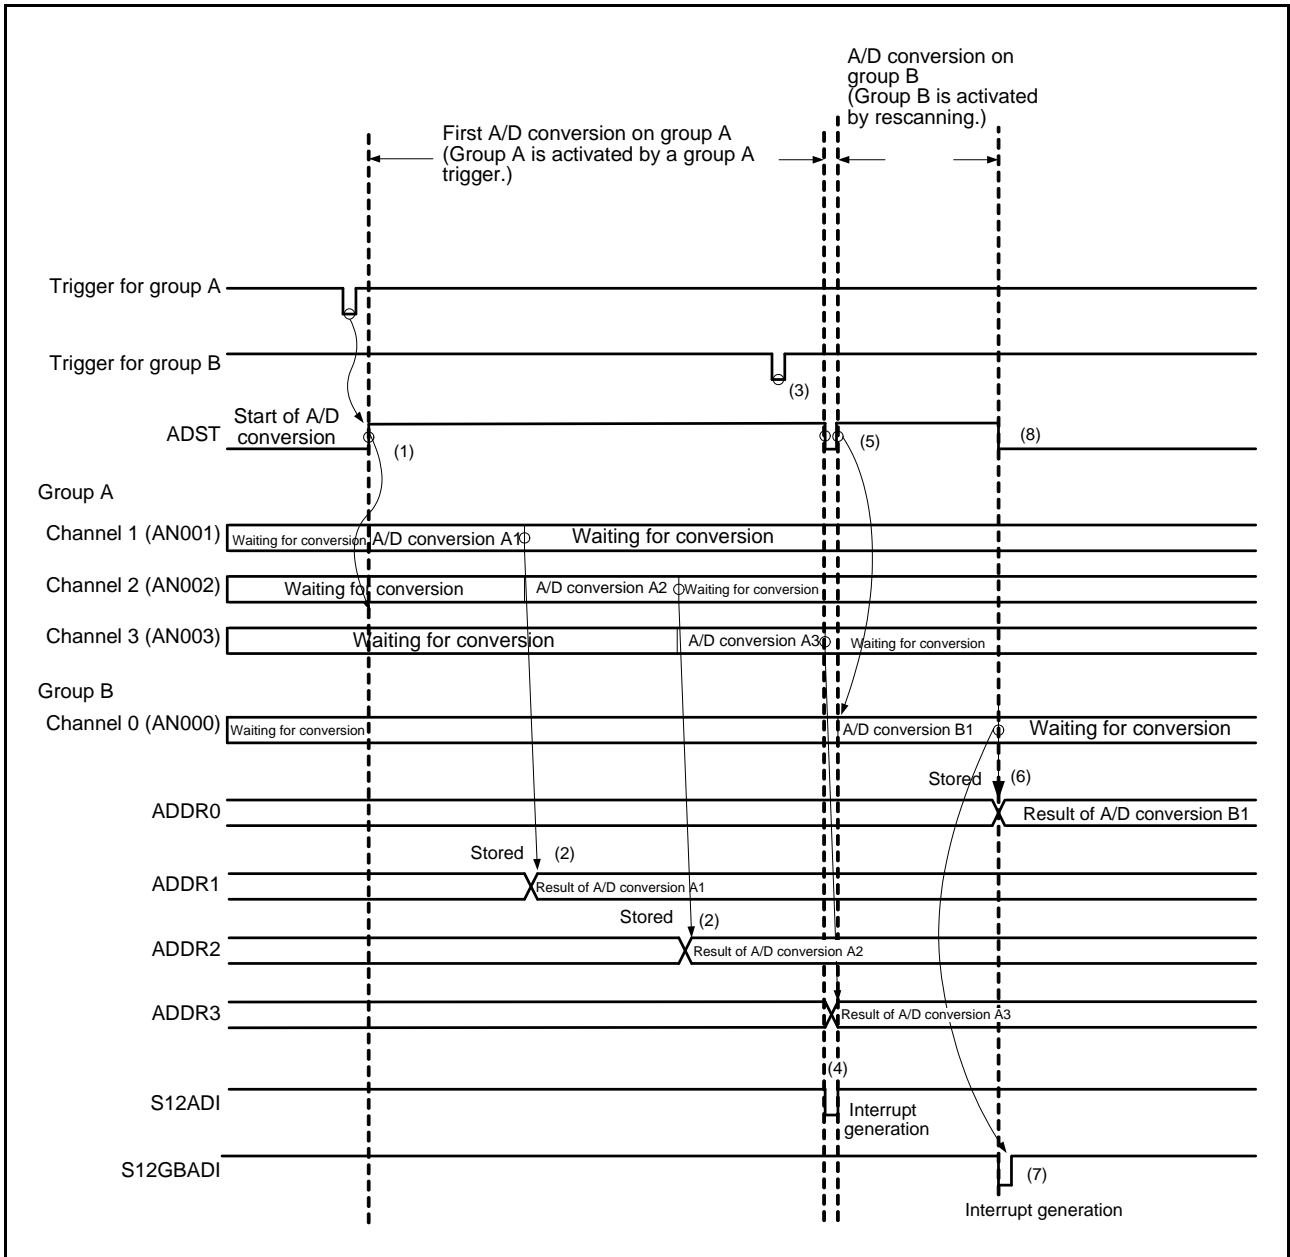 A/D conversion on
group B
(Group B is activated
by rescanning.)
First A/D conversion on group A
(Group A is activated by a group A
trigger.)
Trigger for group A
Trigger for group B
(3)
Start of A/D
conversion
ADST
(1)
(5)
(8)
Group A
Channel 1 (AN001)
Waiting for conversion
A/D conversion A1
Waiting for conversion
Channel 2 (AN002)
Waiting for conversion
A/D conversion A2
Waiting for conversion
Channel 3 (AN003)
Waiting for conversion
A/D conversion A3
Waiting for conversion
Group B
Channel 0 (AN000)
Waiting for conversion
A/D conversion B1
Waiting for conversion
Stored
(6)
ADDR0
Result of A/D conversion B1
Stored
(2)
ADDR1
Result of A/D conversion A1
Stored
(2)
ADDR2
Result of A/D conversion A2
ADDR3
Result of A/D conversion A3
(4)
S12ADI
Interrupt
generation
S12GBADI
(7)
Interrupt generation